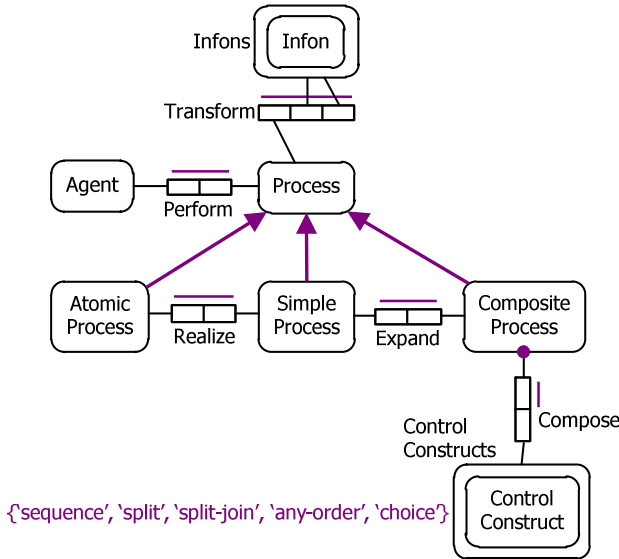 Infons
Infon
Transform
Agent
Perform
Process
Atomic
Process
Realize
Simple
Process
Expand
Composite
Process
Compose
Control
Constructs
{‘sequence’, ‘split’, ‘split-join’, ‘any-order’, ‘choice’}
Control
Construct